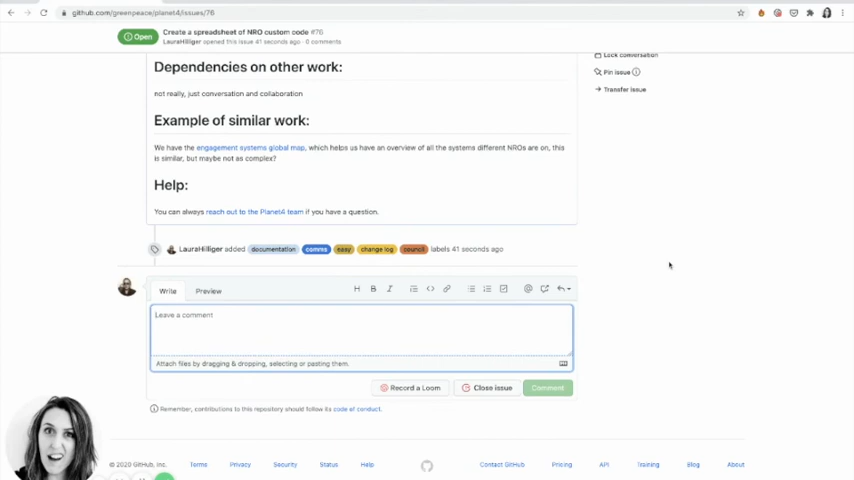 github.com/greenpeace/planet4/issues/76
Open
Create a spreadsheet of NRO custom code #76
LauraHilliger opened this issue 41 seconds ago · 0 comments
Lock conversation
Dependencies on other work:
Pin issue
Transfer issue
not really, just conversation and collaboration
Example of similar work:
We have the engagement systems global map, which helps us have an overview of all the systems different NROs are on, this
is similar, but maybe not as complex?
Help:
You can always reach out to the Planet4 team if you have a question.
LauraHilliger added documentation comms easy change log council labels 41 seconds ago
Write Preview
Leave a comment
Attach files by dragging & dropping, selecting or pasting them.
Record a Loom Close issue Comment
Remember, contributions to this repository should follow its code of conduct.
© 2020 GitHub, Inc. Terms Privacy Security Status Help Contact GitHub Pricing API Training Blog About